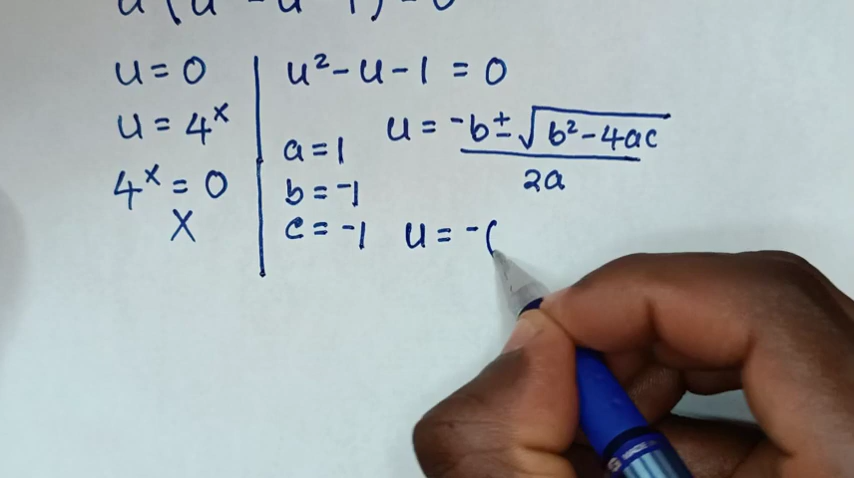 u = 0
u = 4^x
4^x = 0
X
u² - u - 1 = 0
a = 1
b = -1
c = -1
u = -b ± √(b² - 4ac) / 2a
u = -(